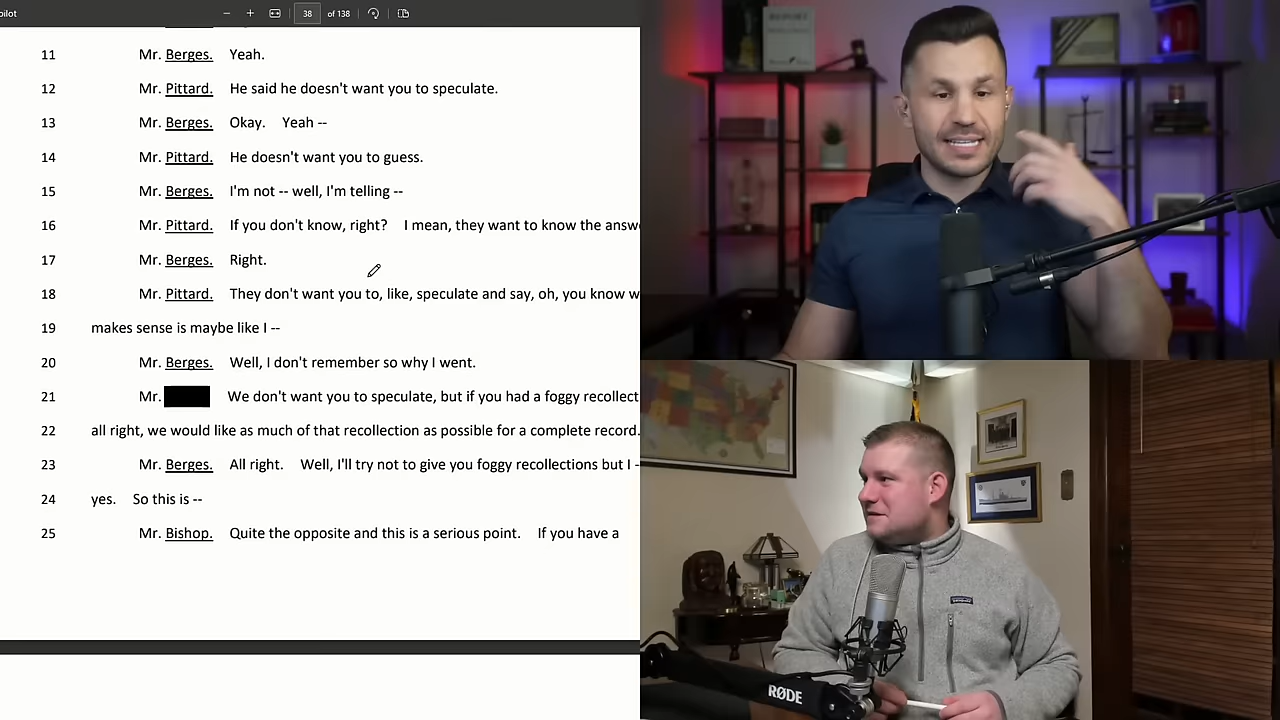 pilot
38 of 138
11 Mr. Berges. Yeah.
12 Mr. Pittard. He said he doesn't want you to speculate.
13 Mr. Berges. Okay. Yeah --
14 Mr. Pittard. He doesn't want you to guess.
15 Mr. Berges. I'm not -- well, I'm telling --
16 Mr. Pittard. If you don't know, right? I mean, they want to know the answ
17 Mr. Berges. Right.
18 Mr. Pittard. They don't want you to, like, speculate and say, oh, you know w
19 makes sense is maybe like I --
20 Mr. Berges. Well, I don't remember so why I went.
21 Mr. We don't want you to speculate, but if you had a foggy recollect
22 all right, we would like as much of that recollection as possible for a complete record.
23 Mr. Berges. All right. Well, I'll try not to give you foggy recollections but I -
24 yes. So this is --
25 Mr. Bishop. Quite the opposite and this is a serious point. If you have a
REPORT
patagonia
RØDE